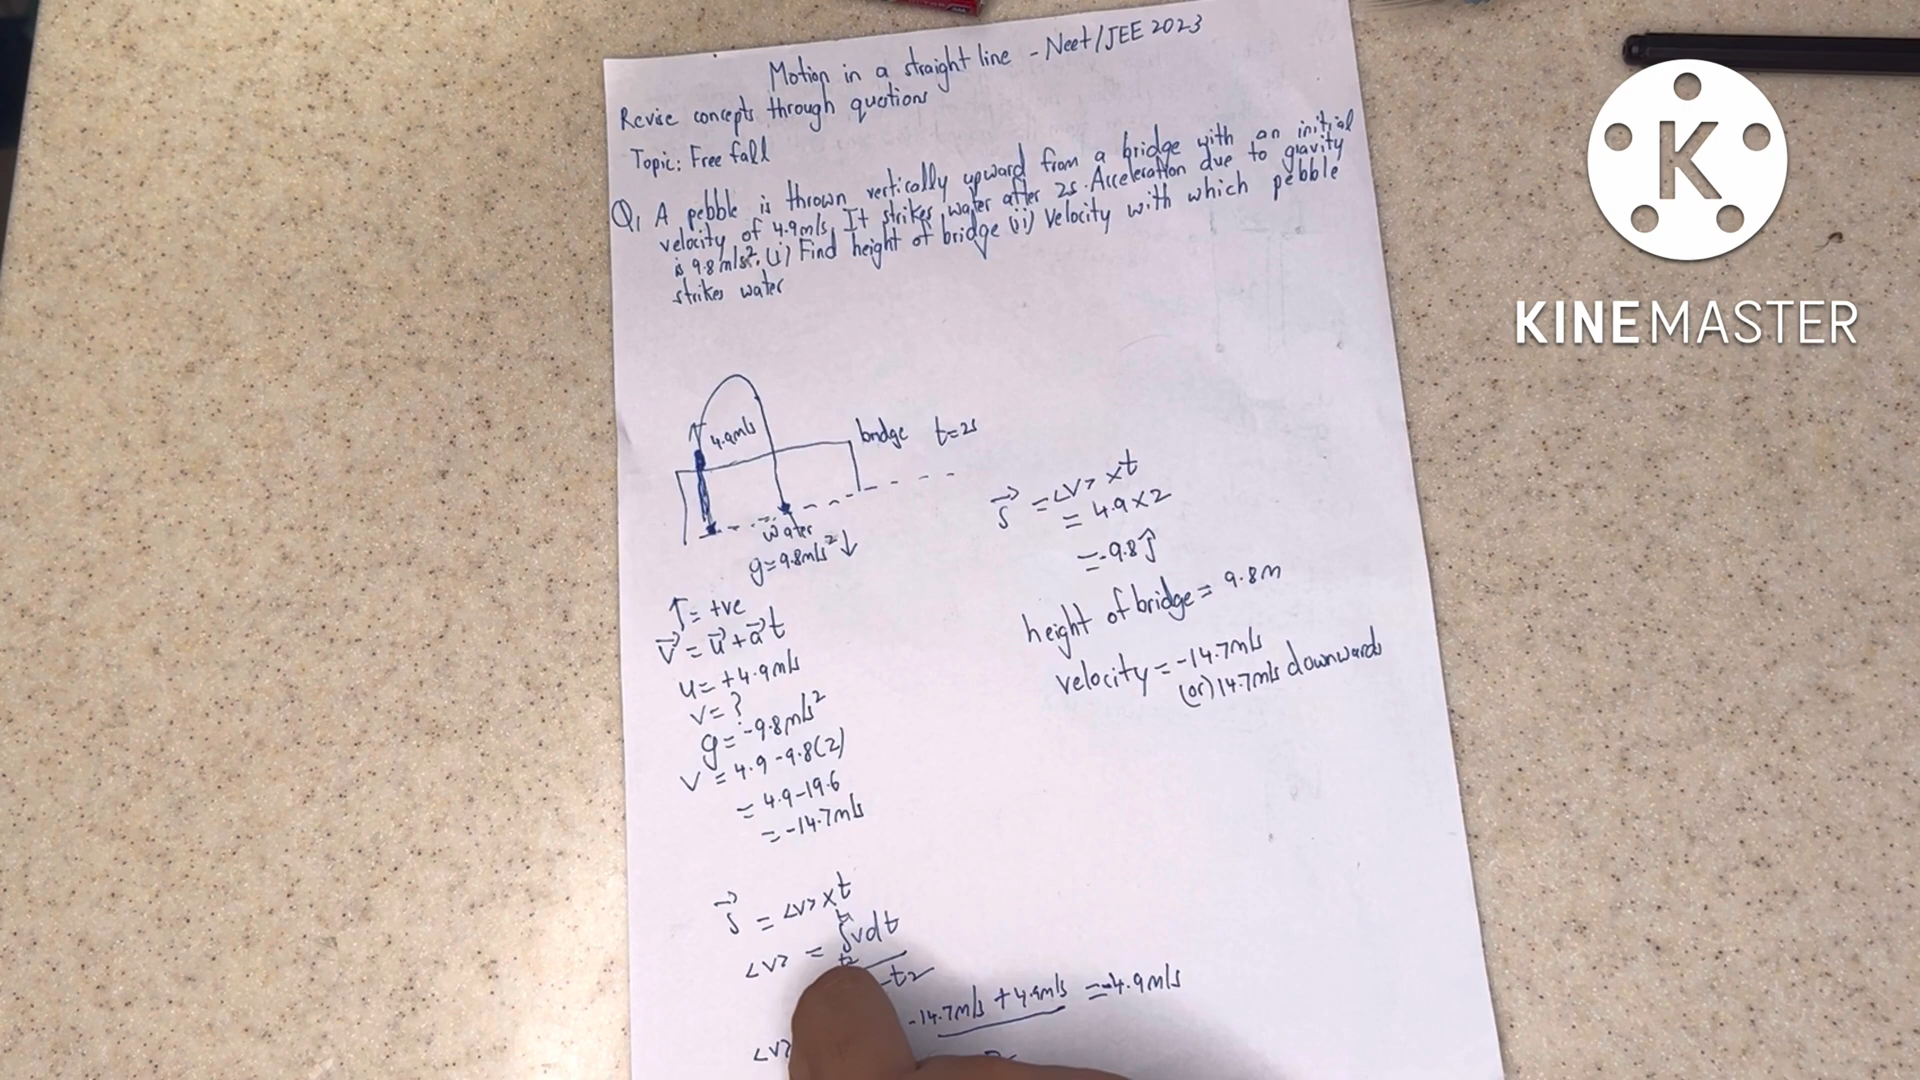 Motion in a straight line - Neet/JEE 2023
Revise concepts through quetions
Topic: Free fall
Q1 A pebble is thrown vertically upward from a bridge with an initial
velocity of 4.9m/s. It strikes water after 2s. Acceleration due to gravity
is 9.8m/s². (i) Find height of bridge (ii) Velocity with which pebble
strikes water
4.9m/s
bridge t=2s
water
g=9.8m/s² ↓
↑= +ve
v⃗ = u⃗ + a⃗ t
u= +4.9m/s
v= ?
g= -9.8m/s²
v = 4.9-9.8(2)
= 4.9-19.6
= -14.7m/s
s⃗ = <v> x t
<v> = ∫vdt
-t2
<v>
-14.7m/s + 4.9m/s = -4.9m/s
2
s⃗ = <v> x t
= 4.9 x 2
= -9.8ĵ
height of bridge = 9.8m
velocity = -14.7m/s
(or) 14.7m/s downwards
K
KINEMASTER